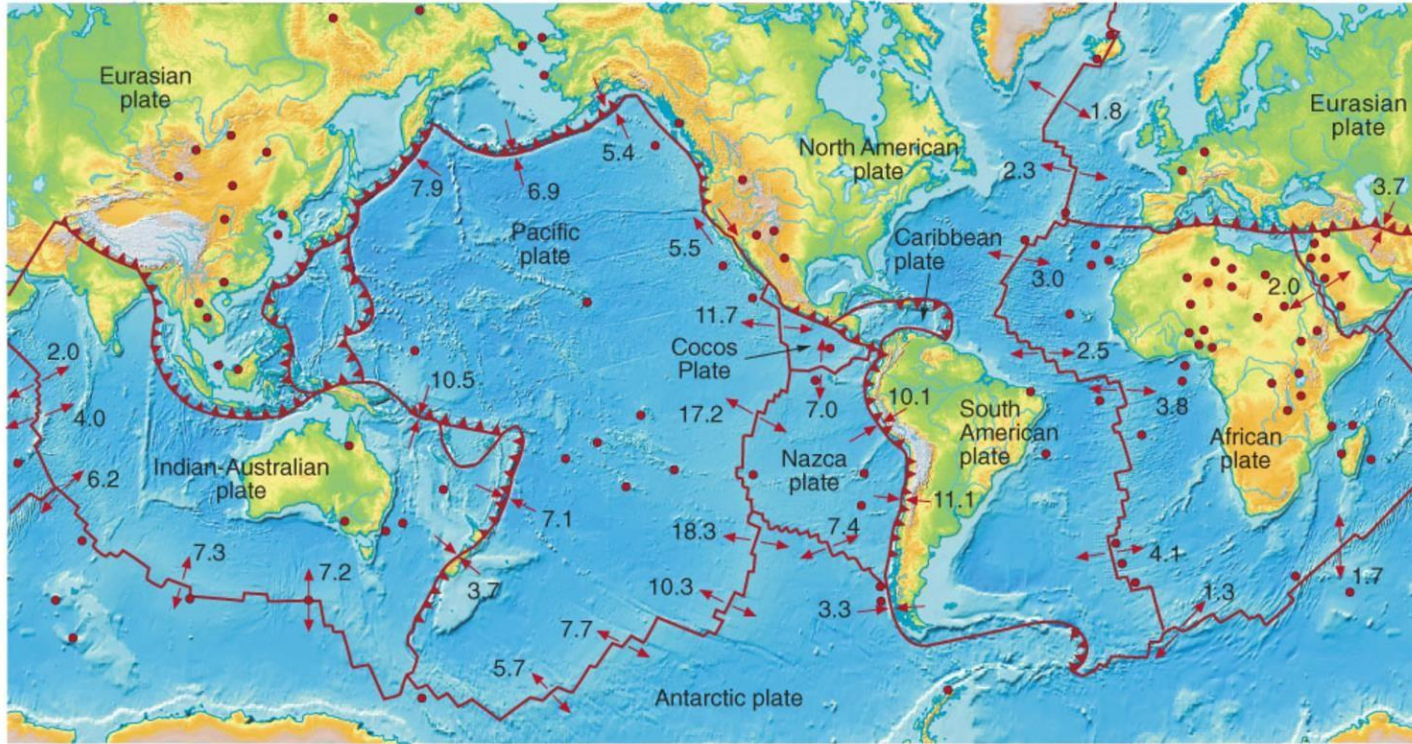 Eurasian
plate
1.8
Eurasian
plate
5.4
North American
plate
2.3
7.9
6.9
3.7
Pacific
plate
5.5
Caribbean
plate
3.0
2.0
11.7
2.0
Cocos
Plate
2.5
10.5
4.0
17.2
7.0
10.1
South
American
plate
3.8
African
plate
Indian-Australian
plate
Nazca
plate
6.2
7.1
11.1
7.3
18.3
7.4
4.1
7.2
3.7
10.3
3.3
1.3
1.7
7.7
5.7
Antarctic plate